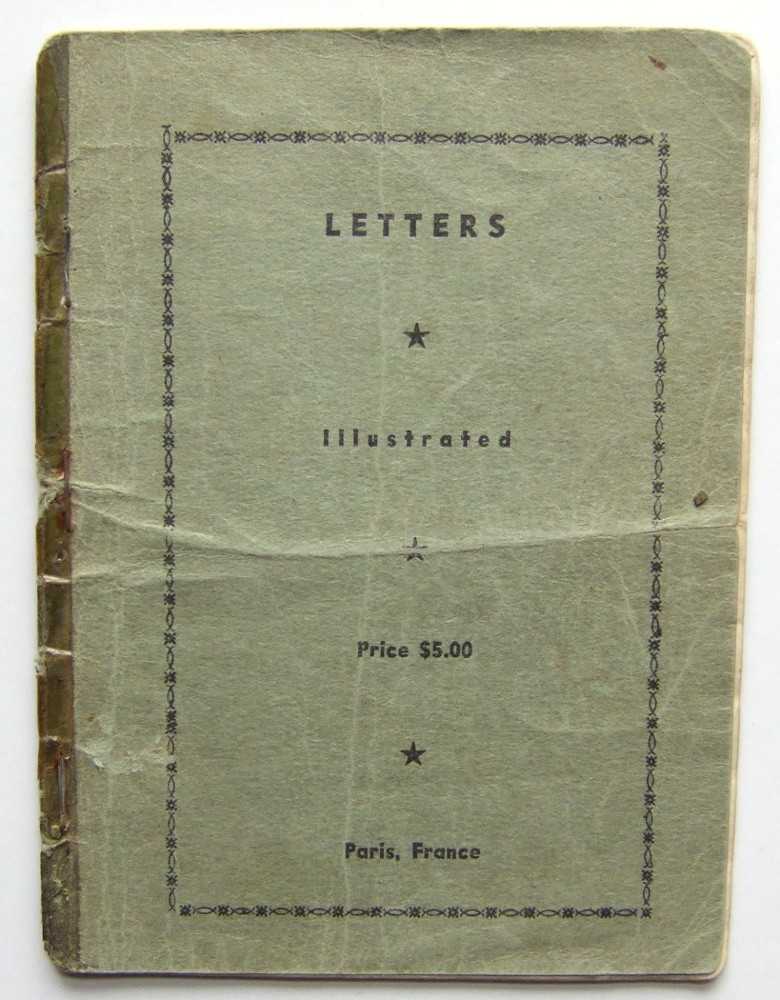 LETTERS
Illustrated
Price $5.00
Paris, France